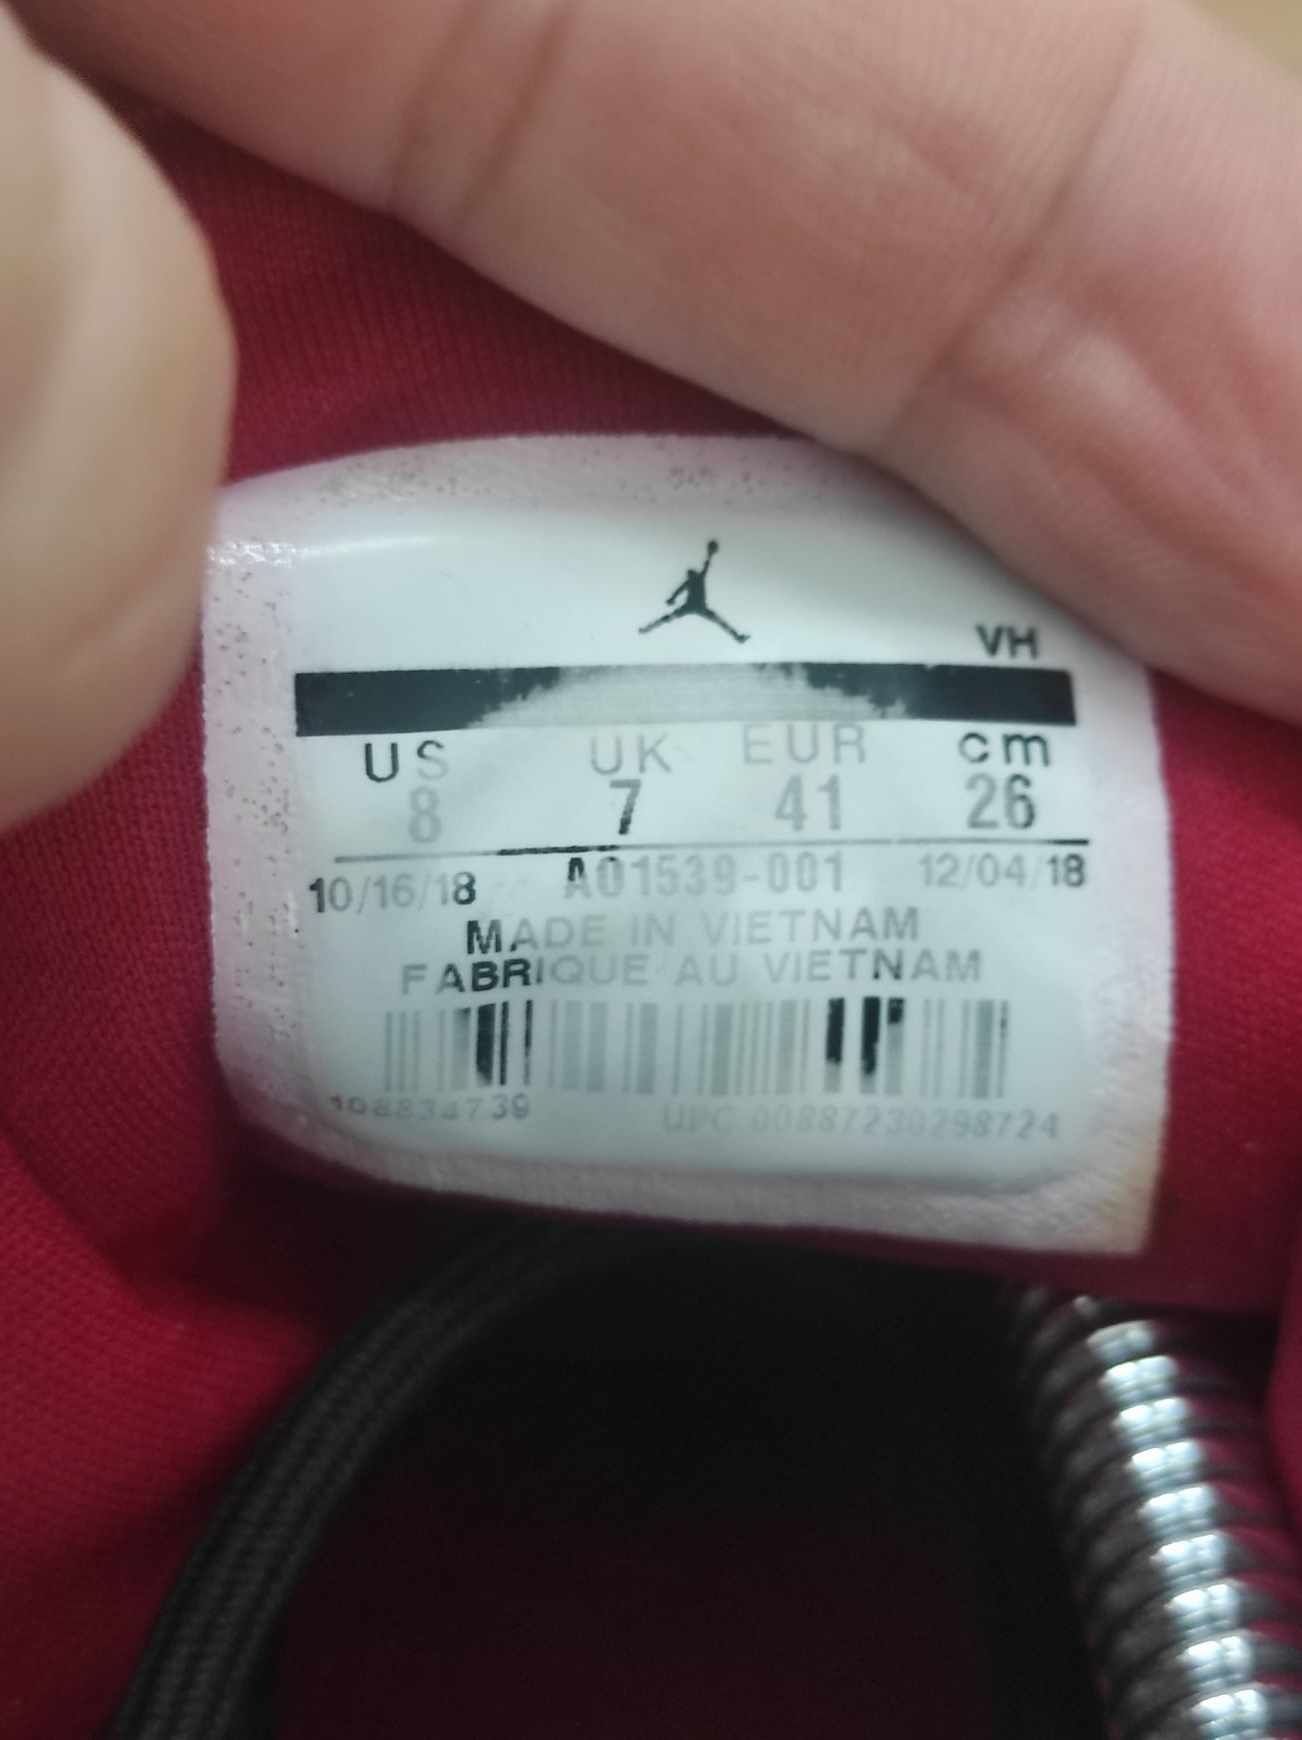 VH
US UK EUR cm
8 7 41 26
10/16/18 AO1539-001 12/04/18
MADE IN VIETNAM
FABRIQUE AU VIETNAM
UPC 00887230298724